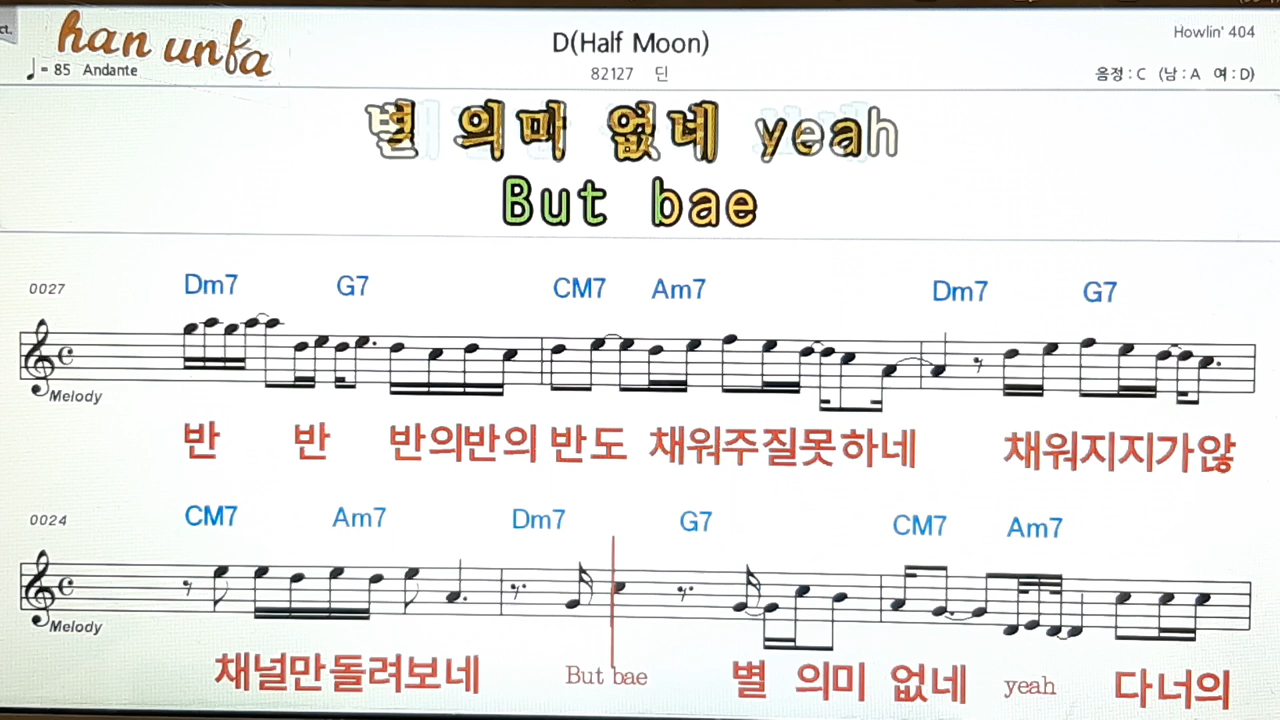 ct.
han unfa
D(Half Moon)
Howlin' 404
♩= 85 Andante
82127 딘
음정 : C (남 : A 여 : D)
별 의미 없네 yeah
But bae
0027
Dm7 G7 CM7 Am7 Dm7 G7
Melody
반 반 반의반의 반도 채워주질못하네 채워지지가않
0024
CM7 Am7 Dm7 G7 CM7 Am7
Melody
채널만돌려보네 But bae 별 의미 없네 yeah 다너의